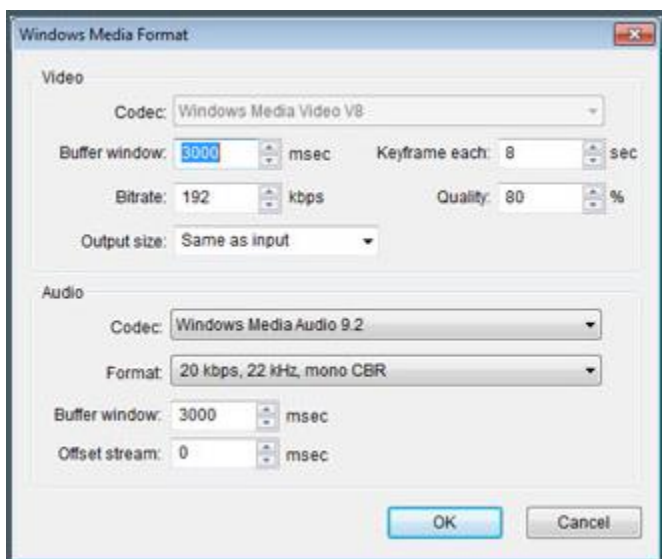 Windows Media Format
Video
Codec: Windows Media Video V8
Buffer window: 3000 msec Keyframe each: 8 sec
Bitrate: 192 kbps Quality: 80 %
Output size: Same as input
Audio
Codec: Windows Media Audio 9.2
Format: 20 kbps, 22 kHz, mono CBR
Buffer window: 3000 msec
Offset stream: 0 msec
OK Cancel